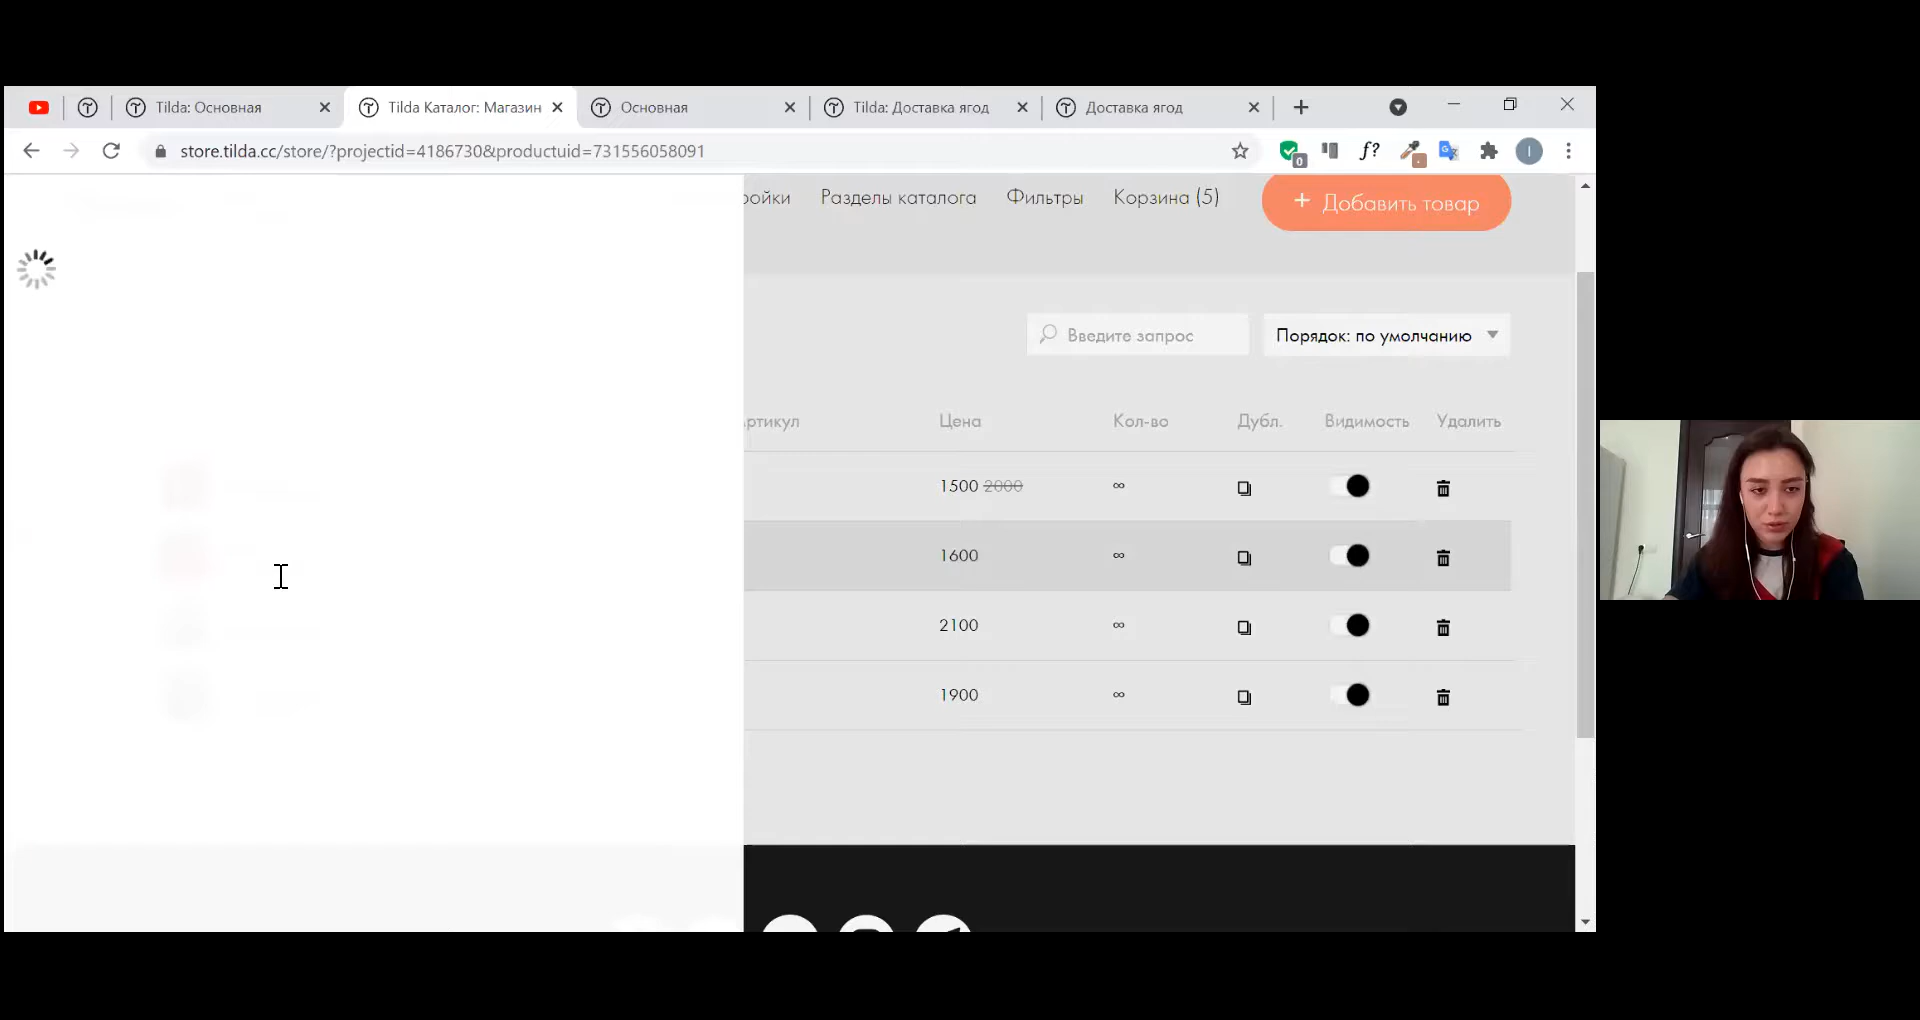 Tilda: Основная
Tilda Каталог: Магазин
Основная
Tilda: Доставка ягод
Доставка ягод
store.tilda.cc/store/?projectid=4186730&productuid=731556058091
f?
0
I
ройки
Разделы каталога
Фильтры
Корзина (5)
+ Добавить товар
Введите запрос
Порядок: по умолчанию
ртикул
Цена
Кол-во
Дубл.
Видимость
Удалить
1500 2000
∞
1600
∞
2100
∞
1900
∞